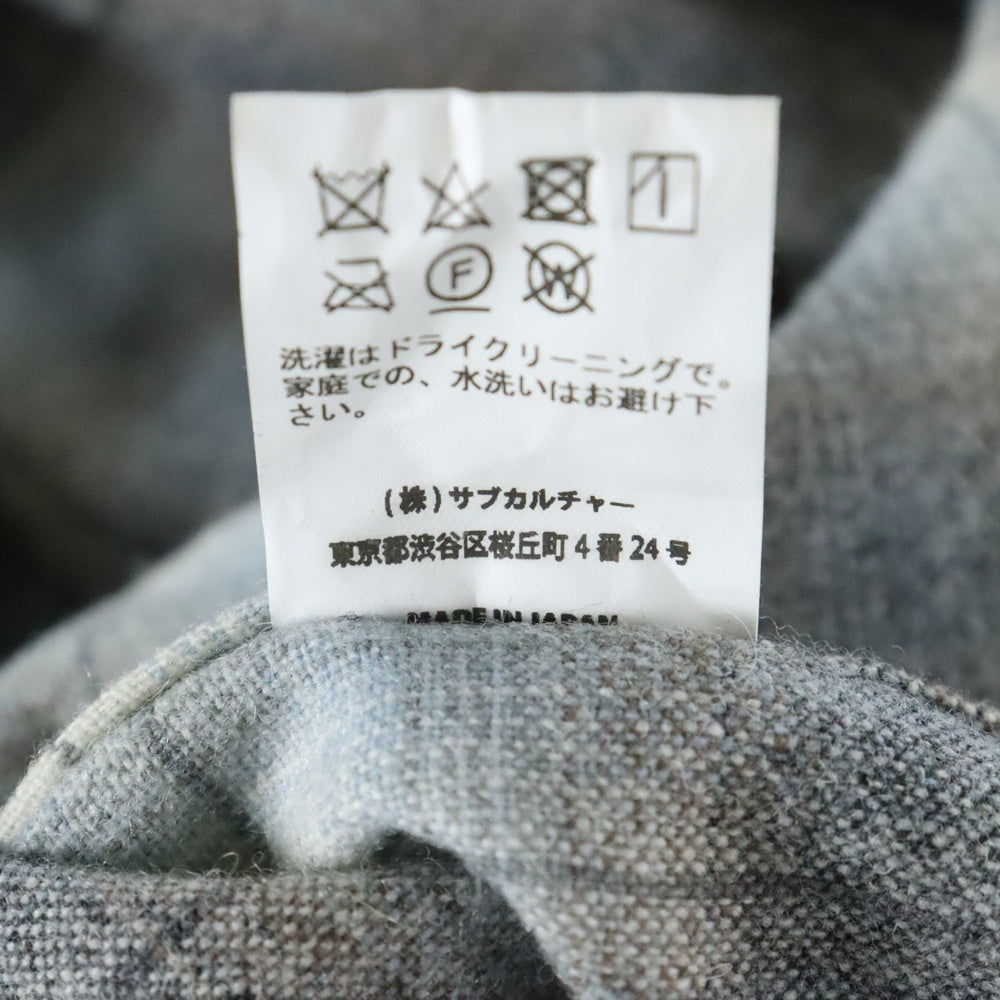 F W
洗濯はドライクリーニングで。
家庭での、水洗いはお避け下
さい。
(株)サブカルチャー
東京都渋谷区桜丘町4番24号
MADE IN JAPAN